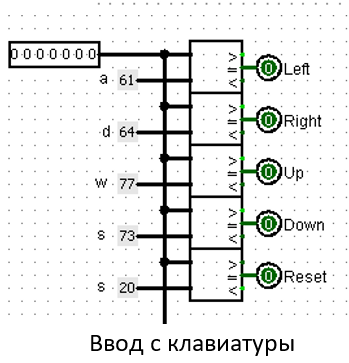 0000000
> = < Left
a 61
> = < Right
d 64
> = < Up
w 77
> = < Down
s 73
> = < Reset
s 20
Ввод с клавиатуры